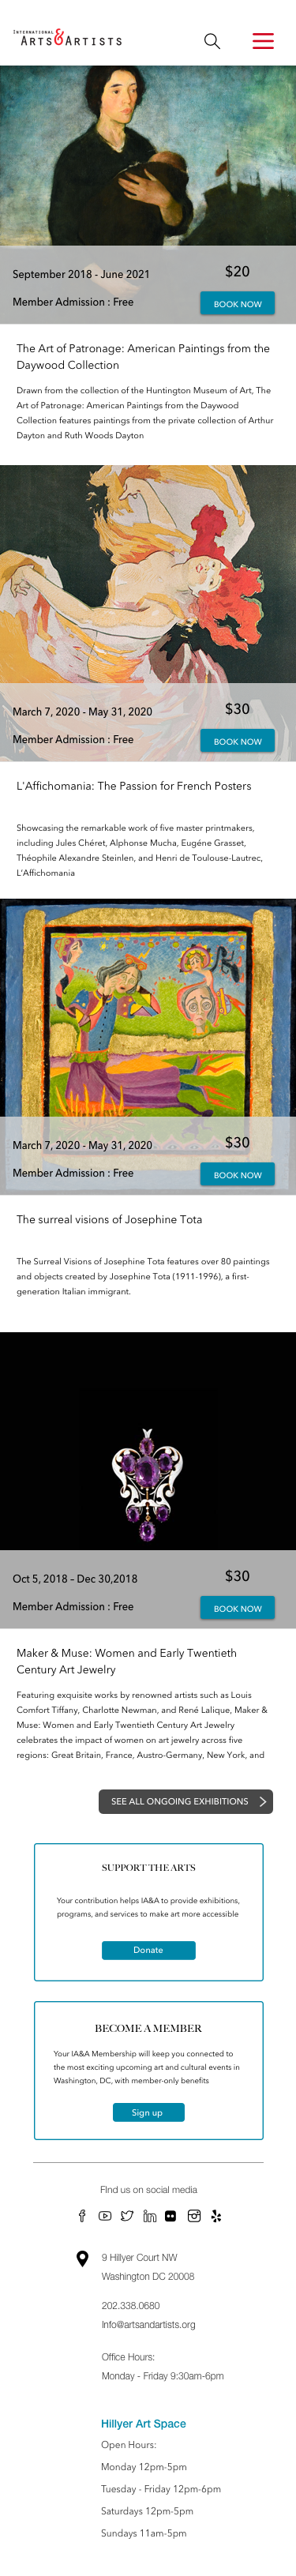 INTERNATIONAL
ARTS&ARTISTS
September 2018 - June 2021
$20
Member Admission : Free
BOOK NOW
The Art of Patronage: American Paintings from the
Daywood Collection
Drawn from the collection of the Huntington Museum of Art, The
Art of Patronage: American Paintings from the Daywood
Collection features paintings from the private collection of Arthur
Dayton and Ruth Woods Dayton
March 7, 2020 - May 31, 2020
$30
Member Admission : Free
BOOK NOW
L'Affichomania: The Passion for French Posters
Showcasing the remarkable work of five master printmakers,
including Jules Chéret, Alphonse Mucha, Eugéne Grasset,
Théophile Alexandre Steinlen, and Henri de Toulouse-Lautrec,
L'Affichomania
March 7, 2020 - May 31, 2020
$30
Member Admission : Free
BOOK NOW
The surreal visions of Josephine Tota
The Surreal Visions of Josephine Tota features over 80 paintings
and objects created by Josephine Tota (1911-1996), a first-
generation Italian immigrant.
Oct 5, 2018 – Dec 30,2018
$30
Member Admission : Free
BOOK NOW
Maker & Muse: Women and Early Twentieth
Century Art Jewelry
Featuring exquisite works by renowned artists such as Louis
Comfort Tiffany, Charlotte Newman, and René Lalique, Maker &
Muse: Women and Early Twentieth Century Art Jewelry
celebrates the impact of women on art jewelry across five
regions: Great Britain, France, Austro-Germany, New York, and
SEE ALL ONGOING EXHIBITIONS
SUPPORT THE ARTS
Your contribution helps IA&A to provide exhibitions,
programs, and services to make art more accessible
Donate
BECOME A MEMBER
Your IA&A Membership will keep you connected to
the most exciting upcoming art and cultural events in
Washington, DC, with member-only benefits
Sign up
FInd us on social media
9 Hillyer Court NW
Washington DC 20008
202.338.0680
Info@artsandartists.org
Office Hours:
Monday - Friday 9:30am-6pm
Hillyer Art Space
Open Hours:
Monday 12pm-5pm
Tuesday - Friday 12pm-6pm
Saturdays 12pm-5pm
Sundays 11am-5pm